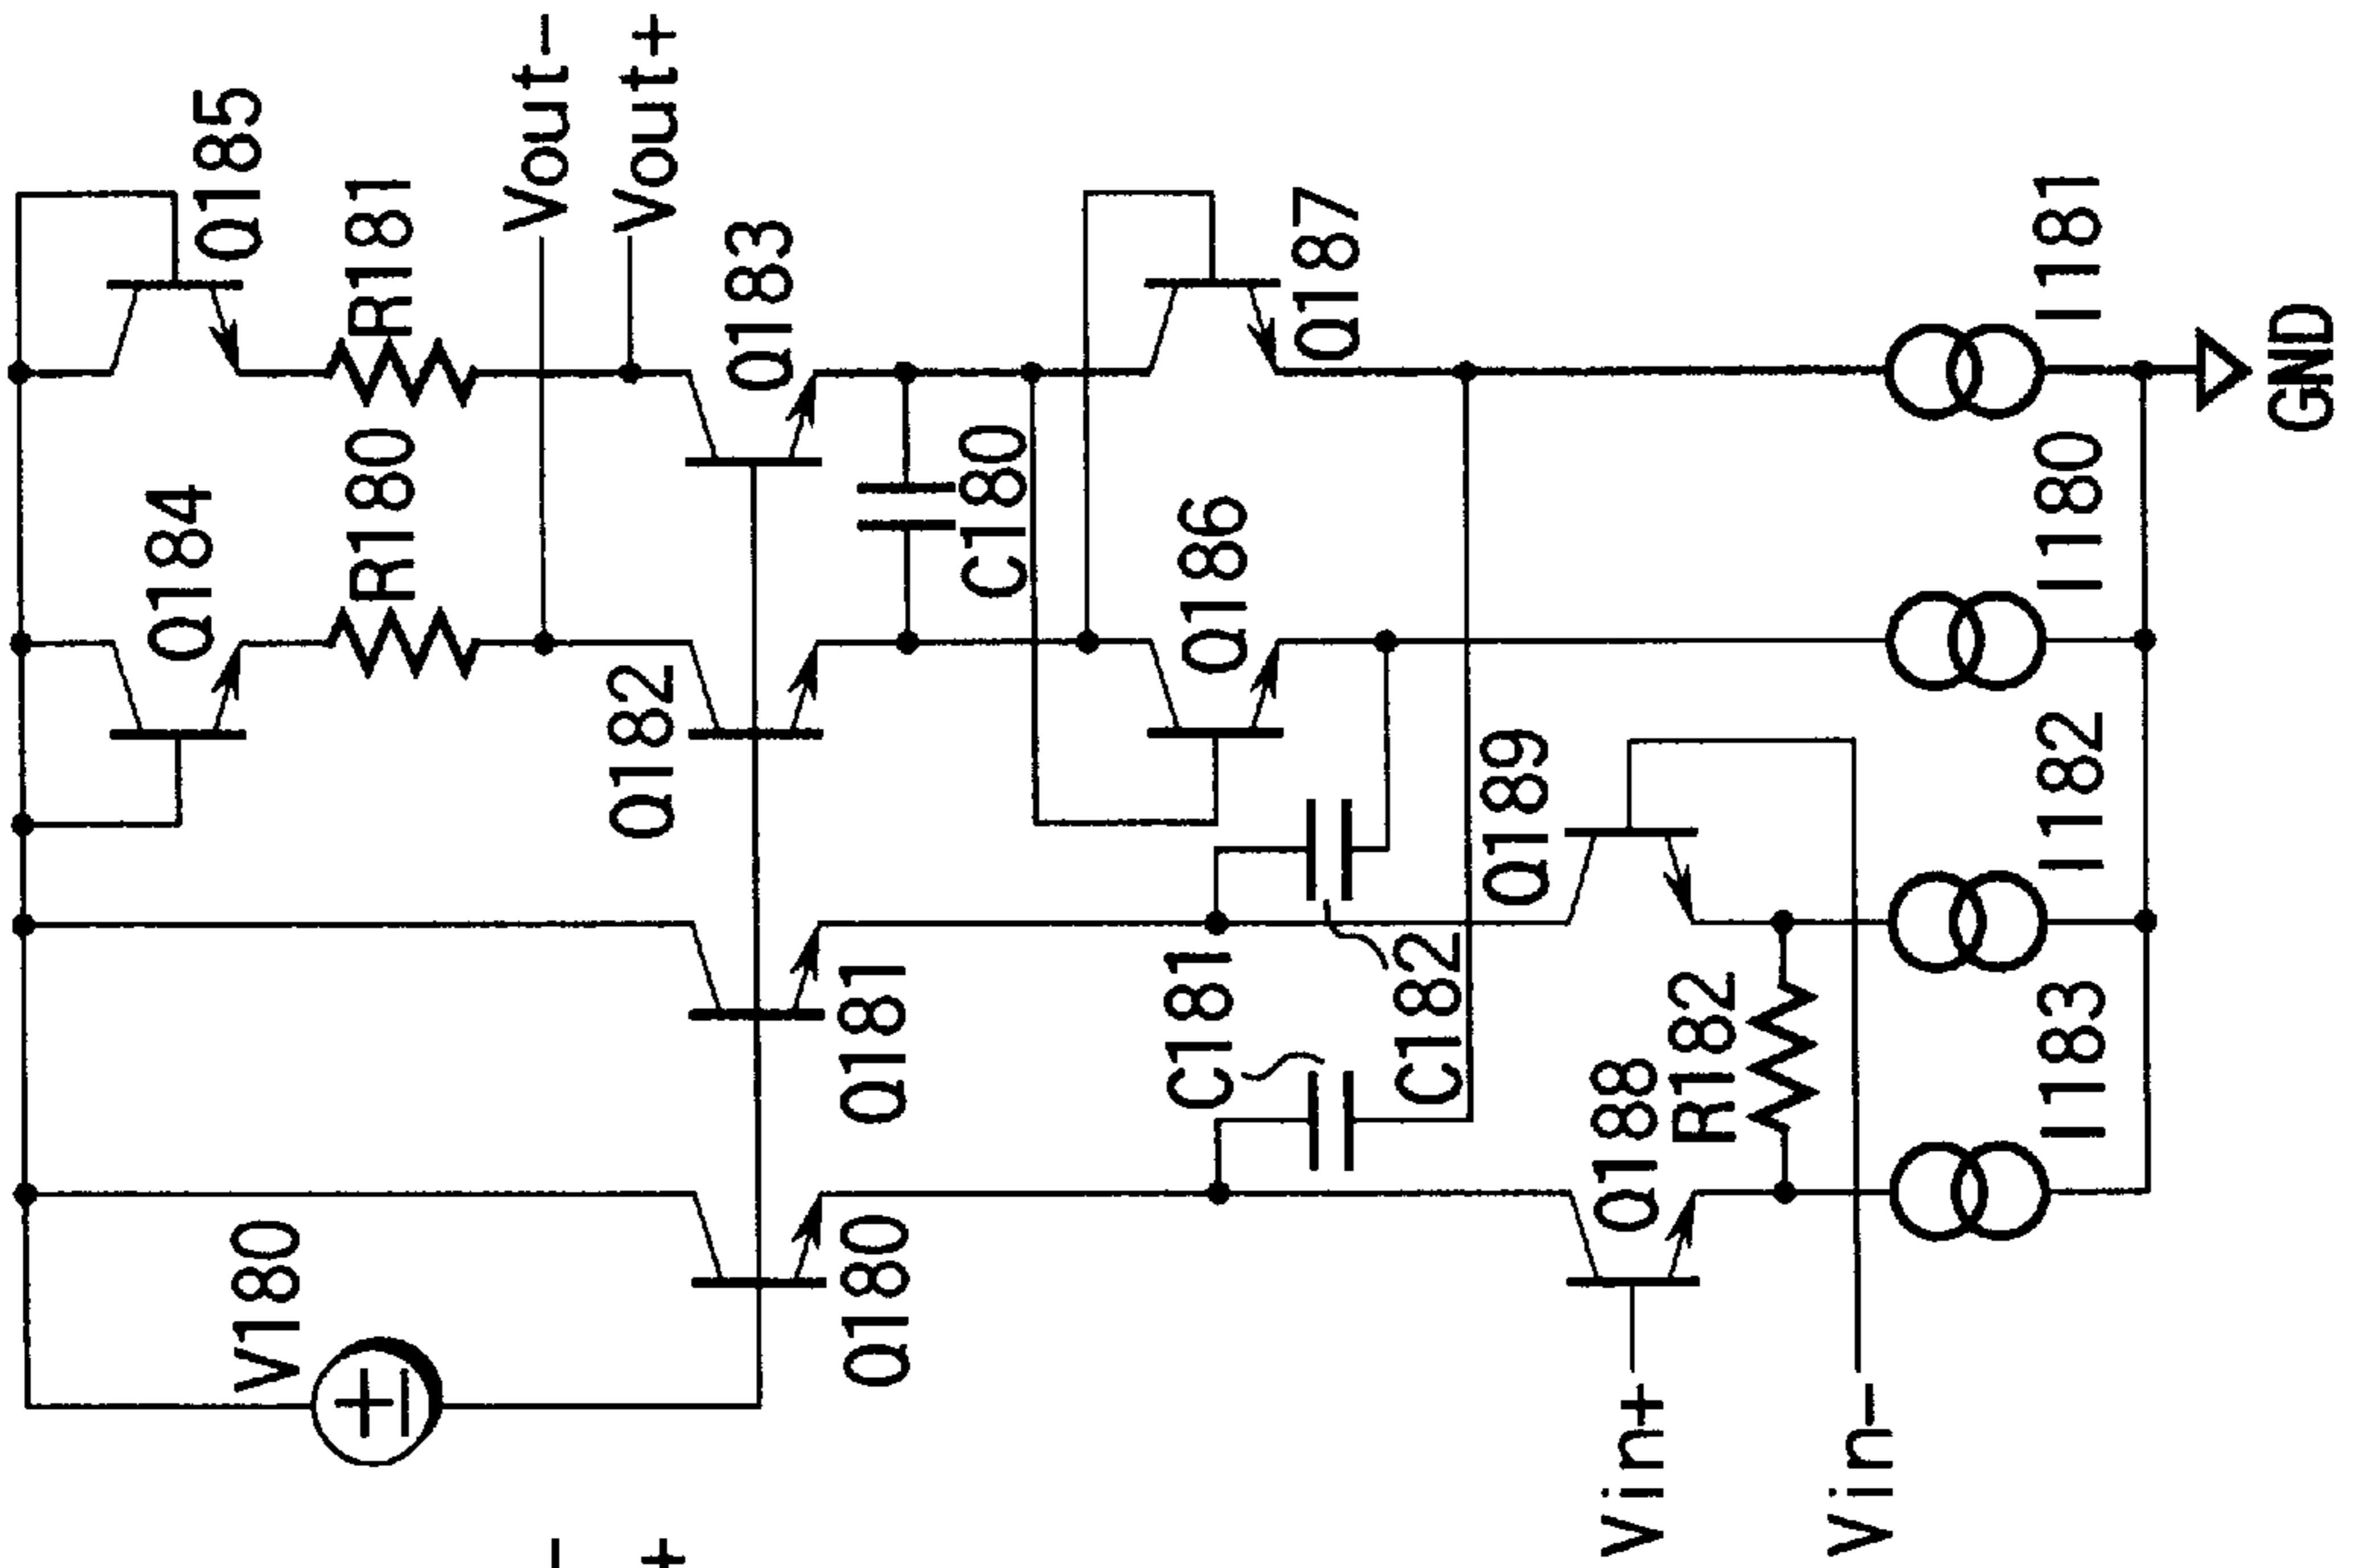 Q185
R181
Vout-
Vout+
Q183
Q187
I181
GND
Q184
R180
C180
Q186
I180
Q182
Q189
I182
Q181
C181
C182
R182
Q188
I183
V180
Q180
Vin+
Vin-
-
+